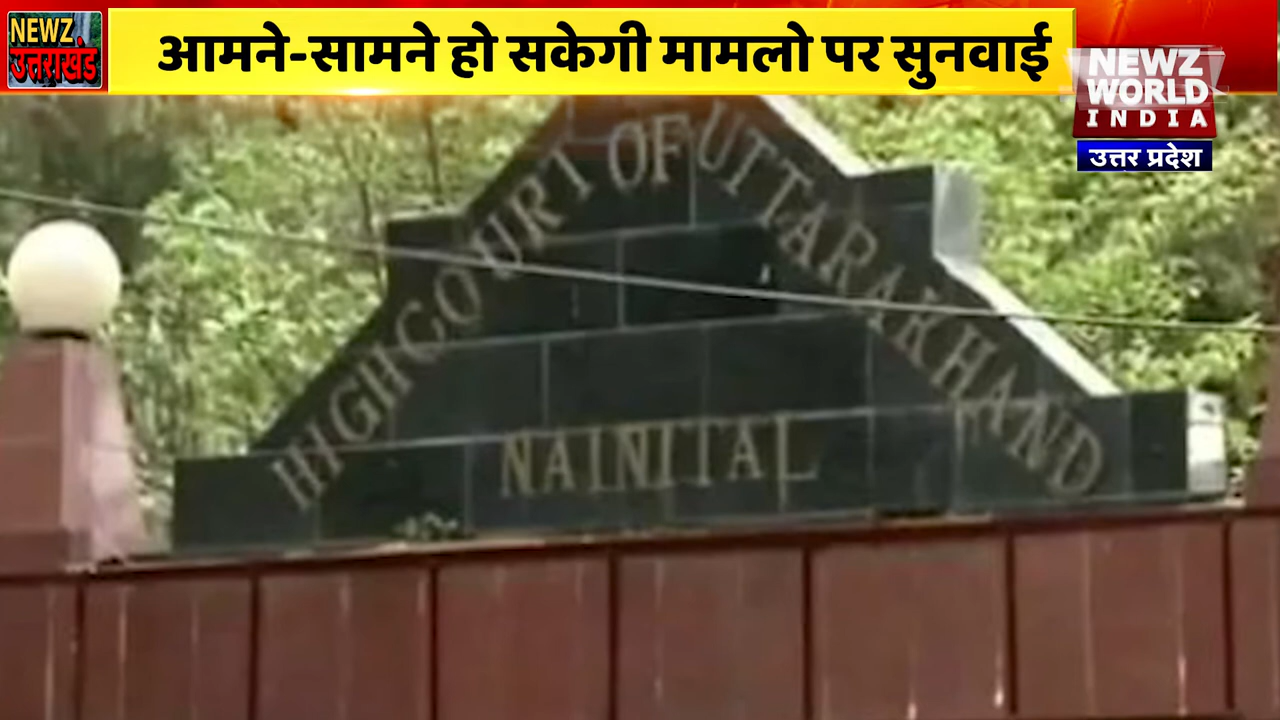 NEWZ
उत्तराखंड
आमने-सामने हो सकेगी मामलो पर सुनवाई
NEWZ
WORLD
INDIA
उत्तर प्रदेश
HIGH COURT OF UTTARAKHAND
NAINITAL